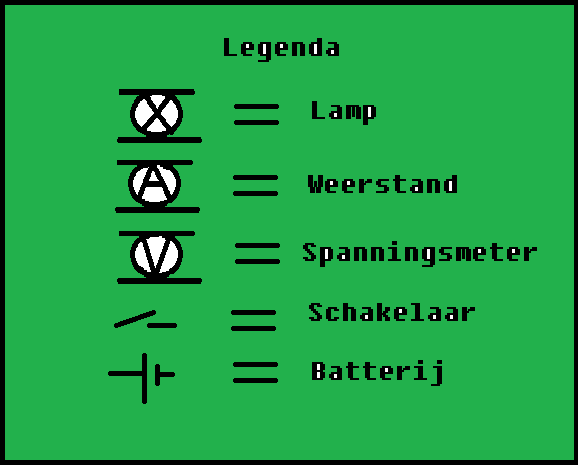 Legenda
X = Lamp
A = Weerstand
V = Spanningsmeter
= Schakelaar
= Batterij